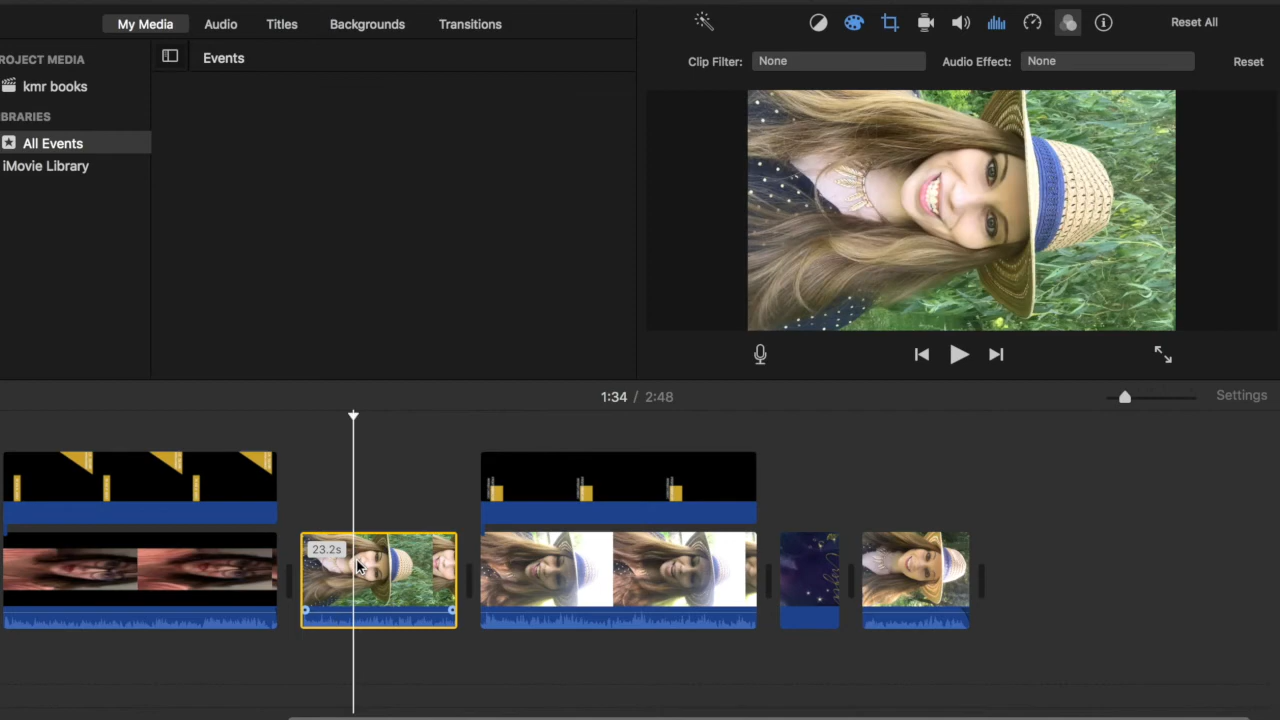 My Media Audio Titles Backgrounds Transitions
Reset All
ROJECT MEDIA
Events
Clip Filter: None Audio Effect: None Reset
kmr books
BRARIES
All Events
iMovie Library
1:34 / 2:48
Settings
23.2s